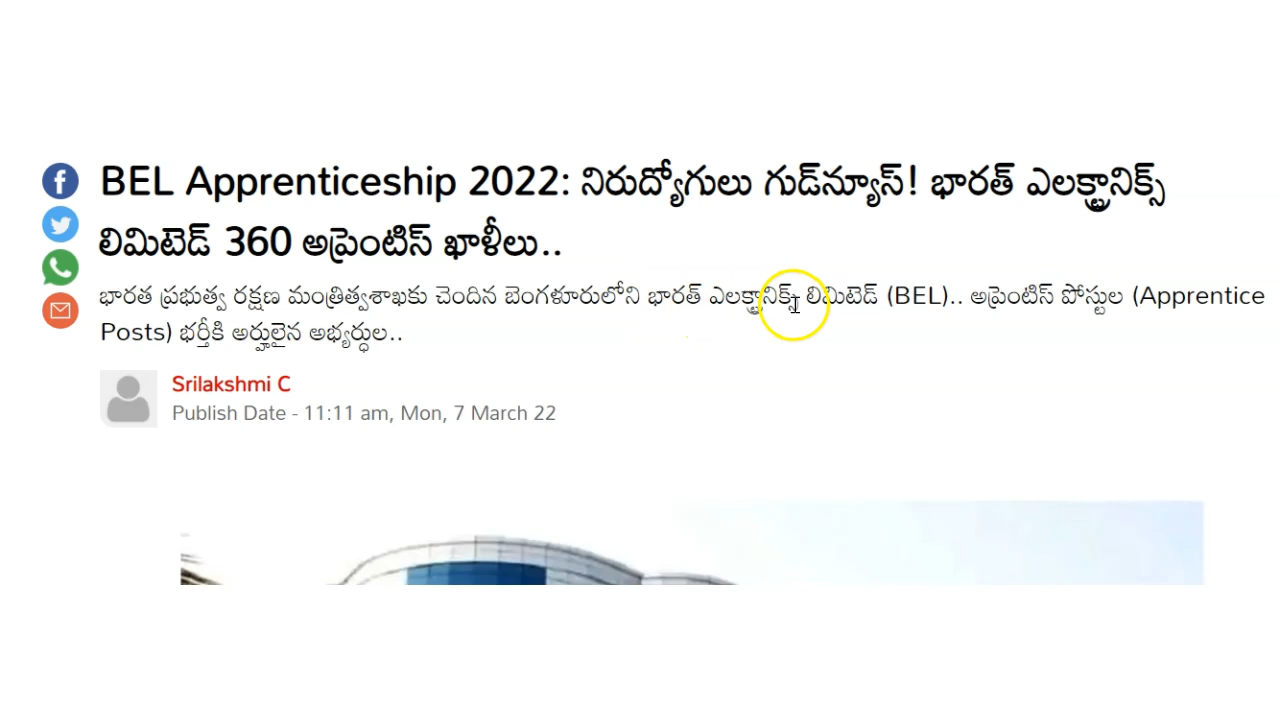 BEL Apprenticeship 2022: నిరుద్యోగులు గుడ్‌న్యూస్! భారత్ ఎలక్ట్రానిక్స్
లిమిటెడ్ 360 అప్రెంటిస్ ఖాళీలు..
భారత ప్రభుత్వ రక్షణ మంత్రిత్వశాఖకు చెందిన బెంగళూరులోని భారత్ ఎలక్ట్రానిక్స్ లిమిటెడ్ (BEL).. అప్రెంటిస్ పోస్టుల (Apprentice
Posts) భర్తీకి అర్హులైన అభ్యర్ధుల..
Srilakshmi C
Publish Date - 11:11 am, Mon, 7 March 22